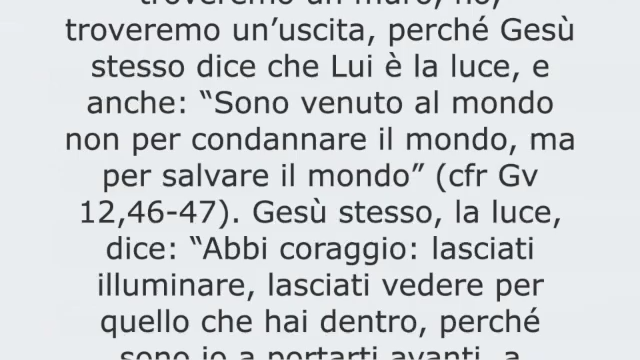 troveremo un muro, no,
troveremo un’uscita, perché Gesù
stesso dice che Lui è la luce, e
anche: “Sono venuto al mondo
non per condannare il mondo, ma
per salvare il mondo” (cfr Gv
12,46-47). Gesù stesso, la luce,
dice: “Abbi coraggio: lasciati
illuminare, lasciati vedere per
quello che hai dentro, perché
sono io a portarti avanti, a